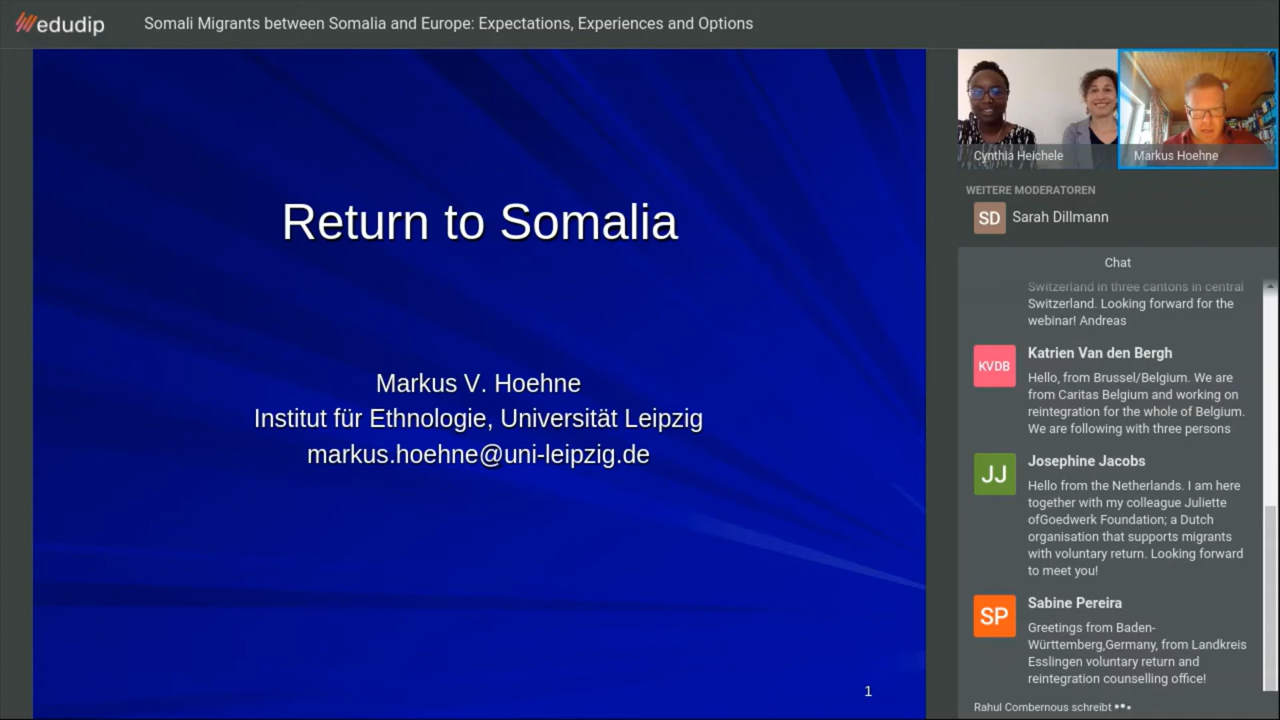 edudip
Somali Migrants between Somalia and Europe: Expectations, Experiences and Options
Return to Somalia
Markus V. Hoehne
Institut für Ethnologie, Universität Leipzig
markus.hoehne@uni-leipzig.de
1
Cynthia Heichele
Markus Hoehne
WEITERE MODERATOREN
SD
Sarah Dillmann
Chat
Switzerland in three cantons in central
Switzerland. Looking forward for the
webinar! Andreas
KVDB
Katrien Van den Bergh
Hello, from Brussel/Belgium. We are
from Caritas Belgium and working on
reintegration for the whole of Belgium.
We are following with three persons
JJ
Josephine Jacobs
Hello from the Netherlands. I am here
together with my colleague Juliette
ofGoedwerk Foundation; a Dutch
organisation that supports migrants
with voluntary return. Looking forward
to meet you!
SP
Sabine Pereira
Greetings from Baden-
Württemberg,Germany, from Landkreis
Esslingen voluntary return and
reintegration counselling office!
Rahul Combernous schreibt